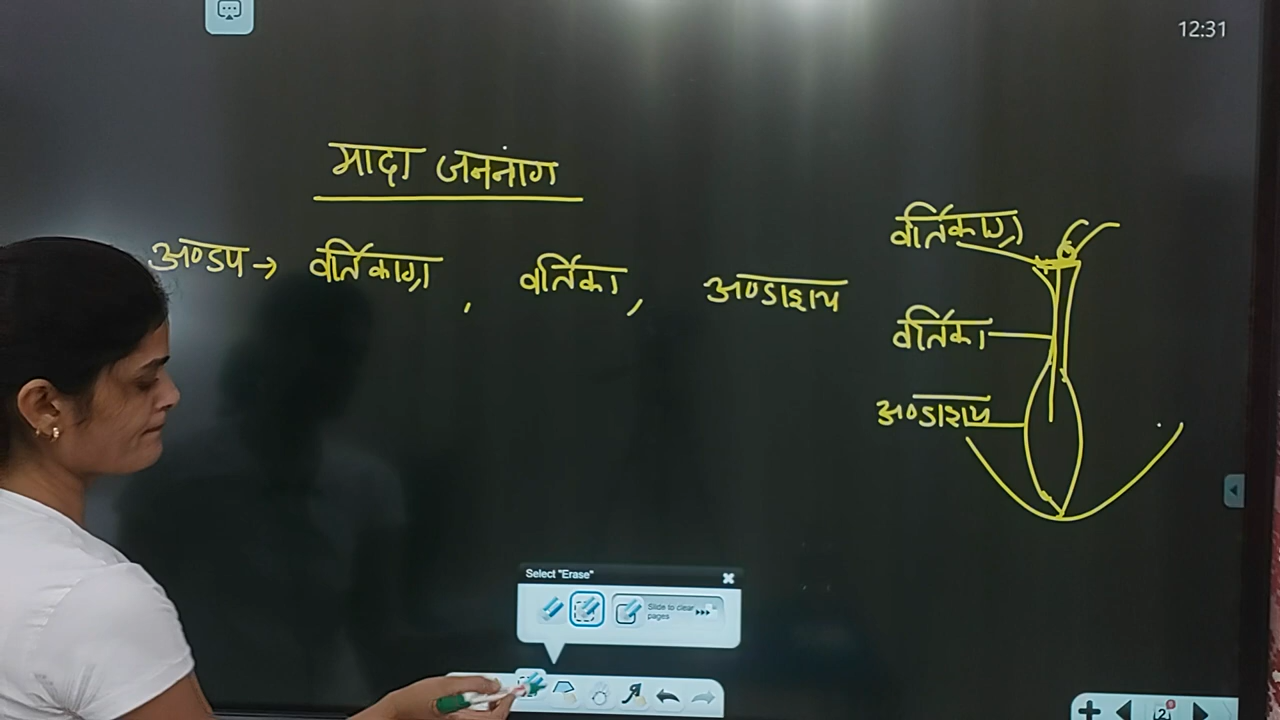 12:31
मादा जननांग
अण्डप → वर्तिकाग्र, वर्तिका, अण्डाशय
वर्तिकाग्र
वर्तिका
अण्डाशय
Select "Erase"
Slide to clear
pages
2